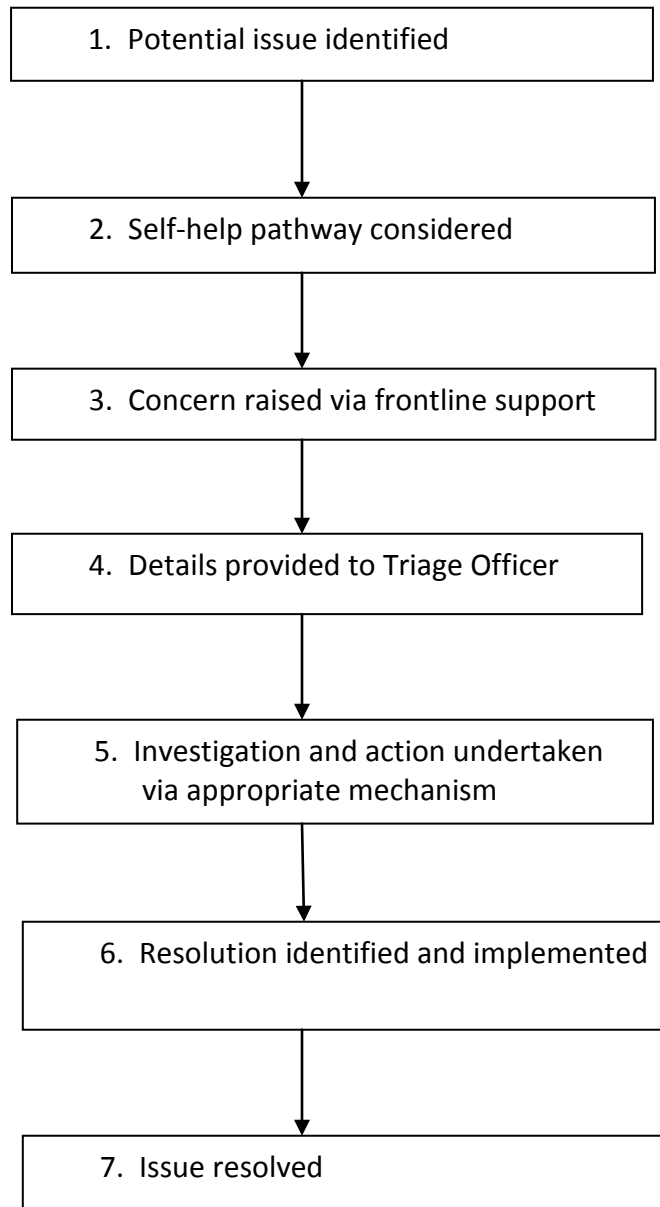 1. Potential issue identified
2. Self-help pathway considered
3. Concern raised via frontline support
4. Details provided to Triage Officer
5. Investigation and action undertaken
via appropriate mechanism
6. Resolution identified and implemented
7. Issue resolved